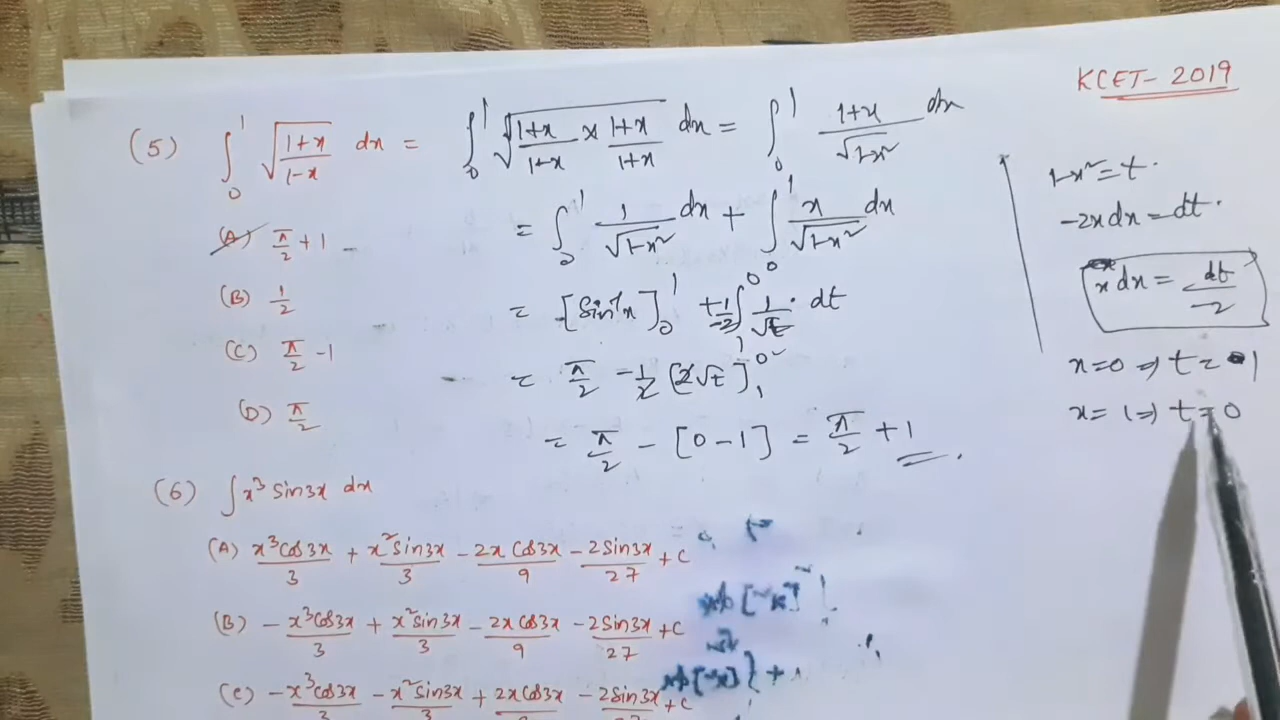 KCET - 2019
(5) ∫₀¹ √((1+x)/(1-x)) dx = ∫₀¹ √((1+x)/(1-x) × (1+x)/(1+x)) dx = ∫₀¹ (1+x)/√(1-x²) dx
= ∫₀¹ 1/√(1-x²) dx + ∫₀¹ x/√(1-x²) dx
(A) π/2 + 1
= [Sin⁻¹x]₀¹ + 1/-2 ∫₁⁰ 1/√t · dt
(B) 1/2
= π/2 - 1/2 [2√t]₁⁰
(C) π/2 - 1
= π/2 - [0-1] = π/2 + 1
(D) π/2
1-x² = t.
-2x dx = dt.
x dx = dt/-2
x=0 ⇒ t = 1
x=1 ⇒ t = 0
(6) ∫x³ Sin3x dx
(A) x³Cos3x/3 + x²Sin3x/3 - 2x Cos3x/9 - 2Sin3x/27 + C
(B) - x³Cos3x/3 + x²Sin3x/3 - 2x Cos3x/9 - 2Sin3x/27 + C
(C) - x³Cos3x/3 - x²Sin3x/3 + 2x Cos3x/9 - 2Sin3x/27 + C